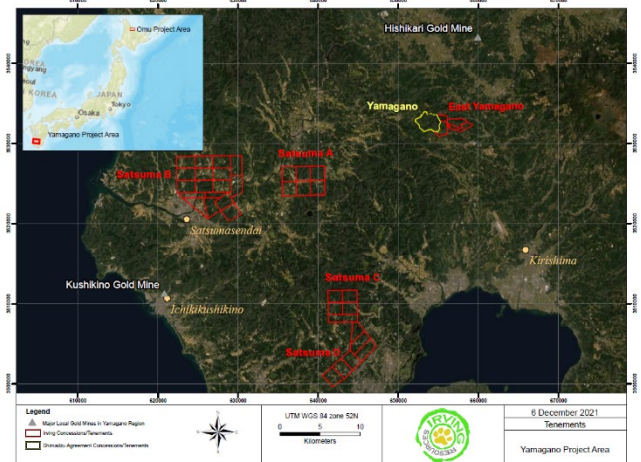 Omu Project Area
JAPAN
KOREA
Tokyo
Osaka
Yamagano Project Area
Hishikari Gold Mine
Yamagano
East Yamagano
Satsuma A
Satsuma B
Satsumasendai
Kirishima
Kushikino Gold Mine
Satsuma C
Ichikikushikino
Satsuma D
Legend
Major Local Gold Mines in Yamagano Region
Irving Concessions/Tenements
Shimadzu Agreement Concessions/Tenements
UTM WGS 84 zone 52N
0 5 10
Kilometers
IRVING
RESOURCES
6 December 2021
Tenements
Yamagano Project Area